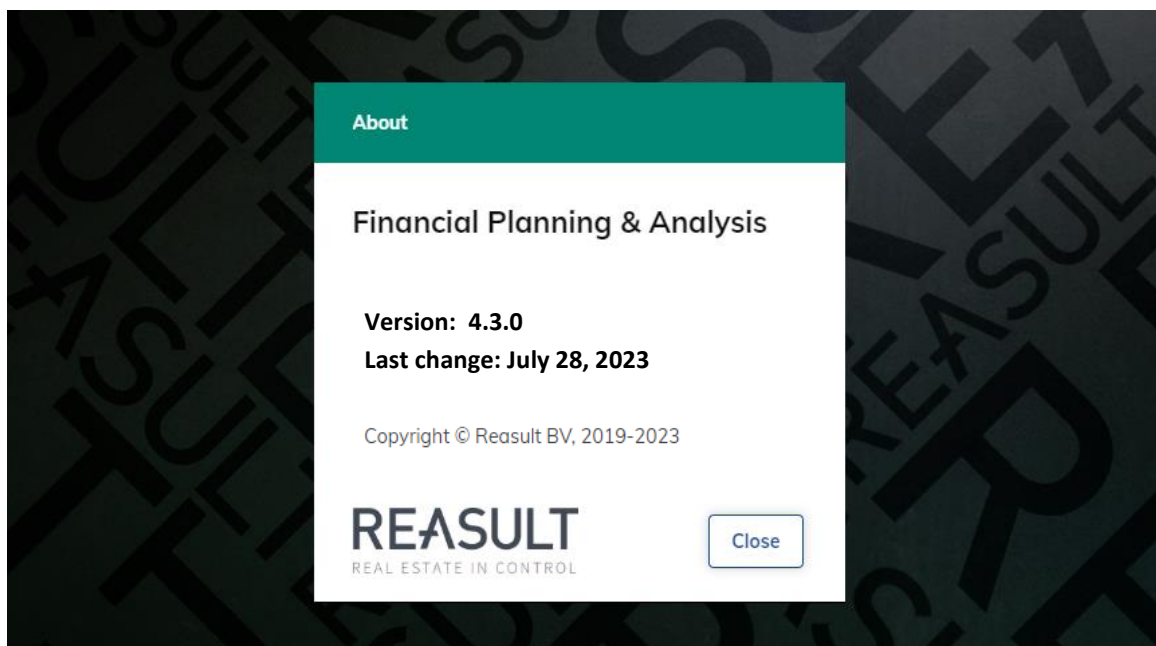 About
Financial Planning & Analysis
Version: 4.3.0
Last change: July 28, 2023
Copyright © Reasult BV, 2019-2023
REASULT
REAL ESTATE IN CONTROL
Close